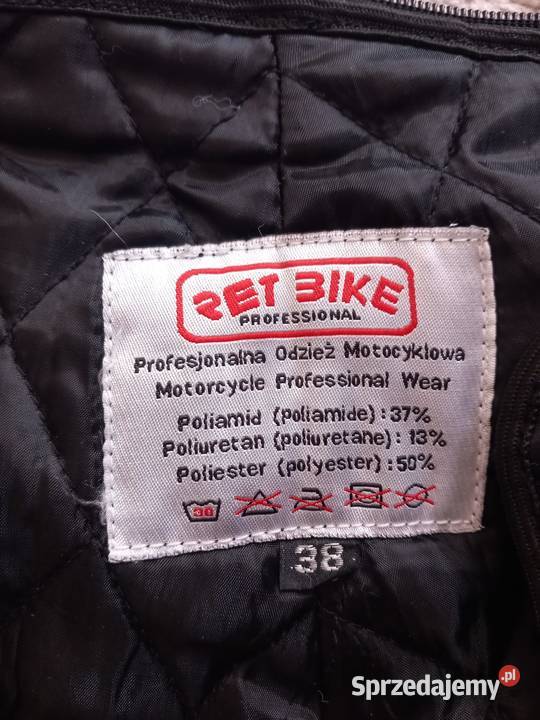 RET BIKE
PROFESSIONAL
Profesjonalna Odzież Motocyklowa
Motorcycle Professional Wear
Poliamid (poliamide): 37%
Poliuretan (poliuretane): 13%
Poliester (polyester): 50%
30
38
Sprzedajemy.pl